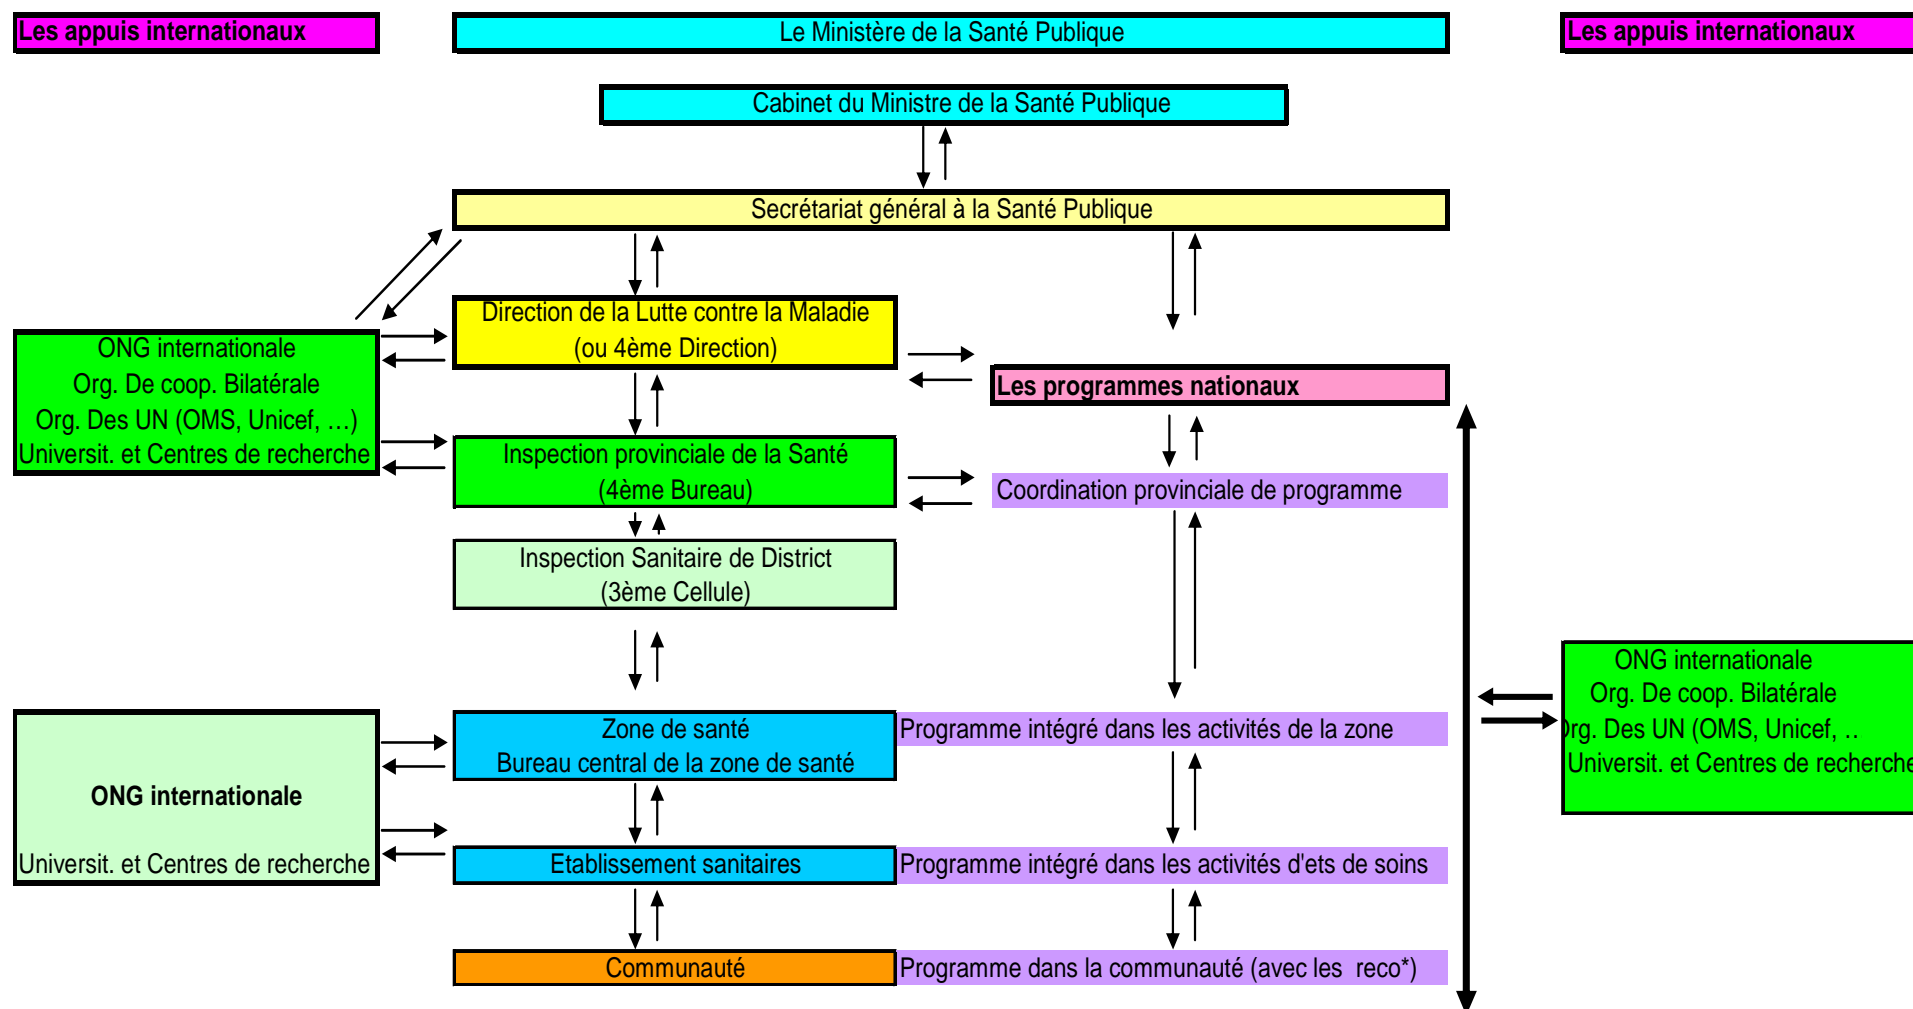 Les appuis internationaux
Le Ministère de la Santé Publique
Les appuis internationaux
Cabinet du Ministre de la Santé Publique
Secrétariat général à la Santé Publique
Direction de la Lutte contre la Maladie
(ou 4ème Direction)
ONG internationale
Org. De coop. Bilatérale
Org. Des UN (OMS, Unicef, …)
Universit. et Centres de recherche
Les programmes nationaux
Inspection provinciale de la Santé
(4ème Bureau)
Coordination provinciale de programme
Inspection Sanitaire de District
(3ème Cellule)
ONG internationale
Org. De coop. Bilatérale
Org. Des UN (OMS, Unicef, ..
Universit. et Centres de recherche
Zone de santé
Bureau central de la zone de santé
Programme intégré dans les activités de la zone
ONG internationale
Universit. et Centres de recherche
Etablissement sanitaires
Programme intégré dans les activités d'ets de soins
Communauté
Programme dans la communauté (avec les reco*)